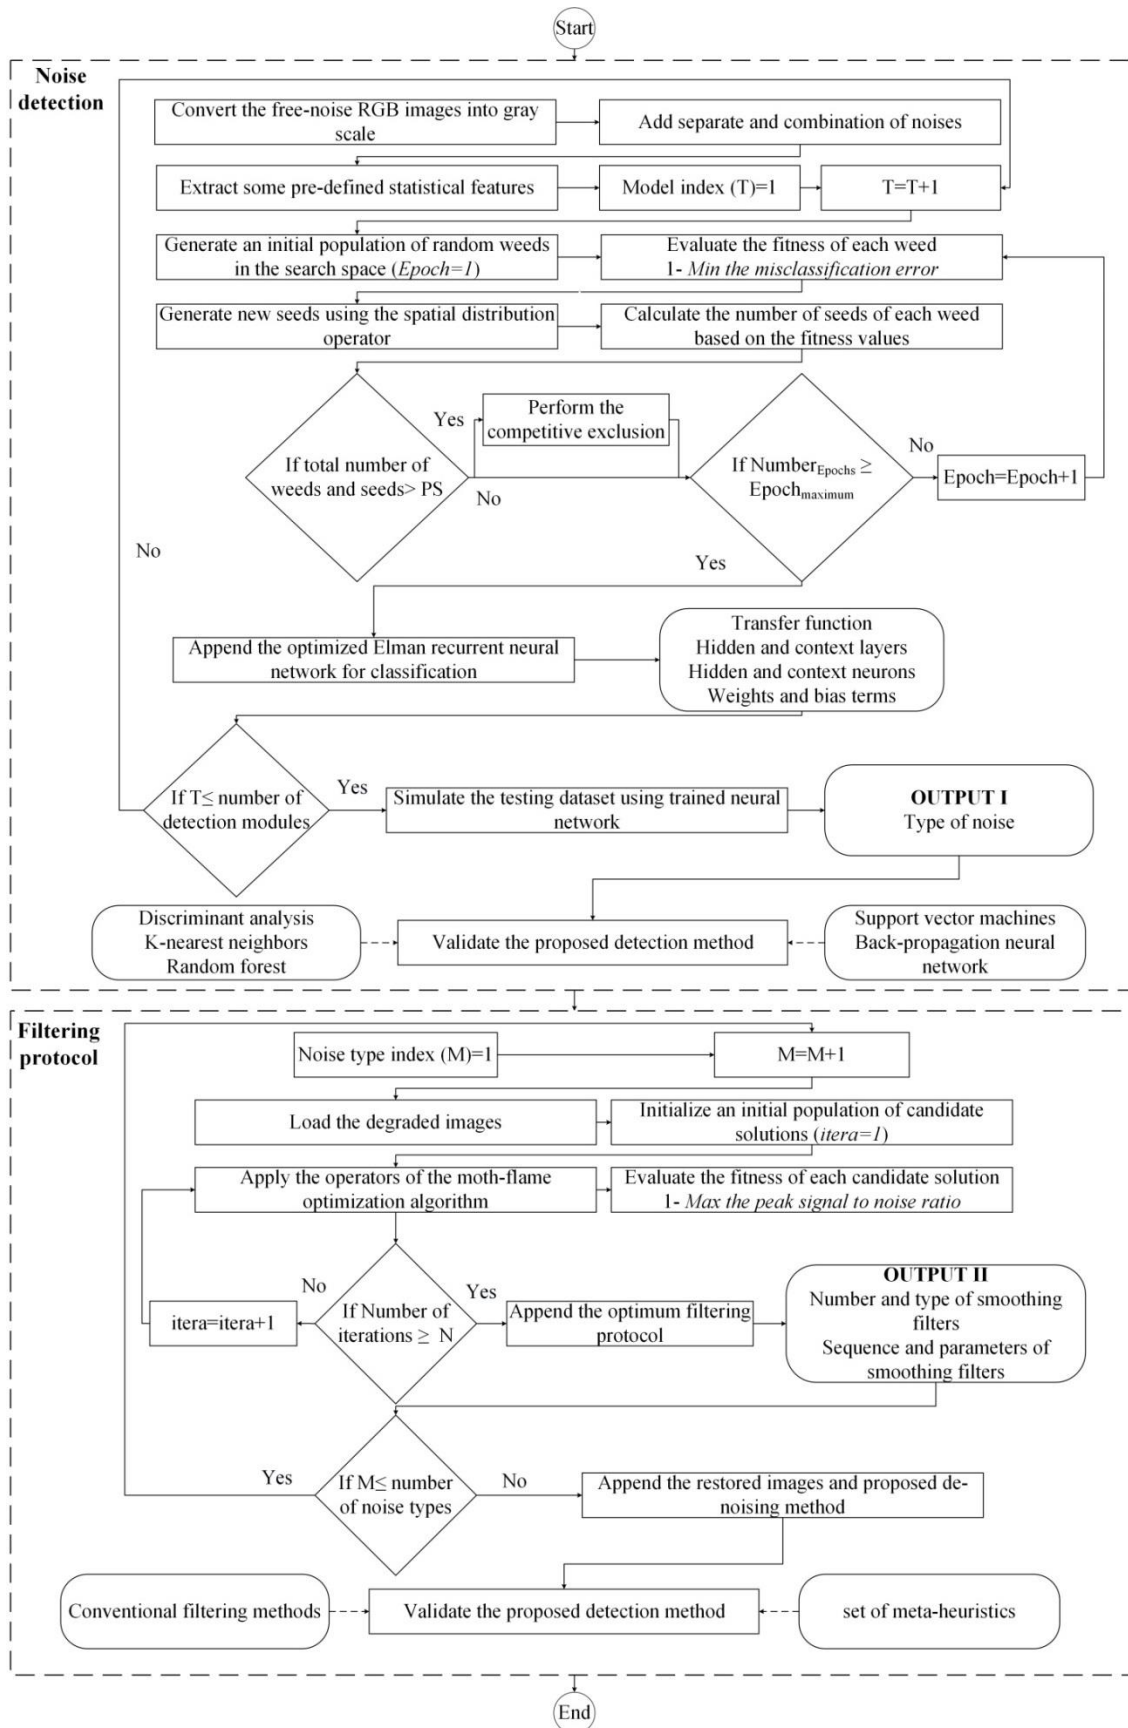 Start
Noise
detection
Convert the free-noise RGB images into gray
scale
Add separate and combination of noises
Extract some pre-defined statistical features
Model index (T)=1
T=T+1
Generate an initial population of random weeds
in the search space (Epoch=1)
Evaluate the fitness of each weed
1- Min the misclassification error
Generate new seeds using the spatial distribution
operator
Calculate the number of seeds of each weed
based on the fitness values
If total number of
weeds and seeds> PS
Yes
Perform the
competitive exclusion
No
If NumberEpochs ≥
Epochmaximum
No
Epoch=Epoch+1
No
Yes
Append the optimized Elman recurrent neural
network for classification
Transfer function
Hidden and context layers
Hidden and context neurons
Weights and bias terms
If T≤ number of
detection modules
Yes
Simulate the testing dataset using trained neural
network
OUTPUT I
Type of noise
Discriminant analysis
K-nearest neighbors
Random forest
Validate the proposed detection method
Support vector machines
Back-propagation neural
network
Filtering
protocol
Noise type index (M)=1
M=M+1
Load the degraded images
Initialize an initial population of candidate
solutions (itera=1)
Apply the operators of the moth-flame
optimization algorithm
Evaluate the fitness of each candidate solution
1- Max the peak signal to noise ratio
itera=itera+1
No
If Number of
iterations ≥ N
Yes
Append the optimum filtering
protocol
OUTPUT II
Number and type of smoothing
filters
Sequence and parameters of
smoothing filters
Yes
If M≤ number
of noise types
No
Append the restored images and proposed de-
noising method
Conventional filtering methods
Validate the proposed detection method
set of meta-heuristics
End